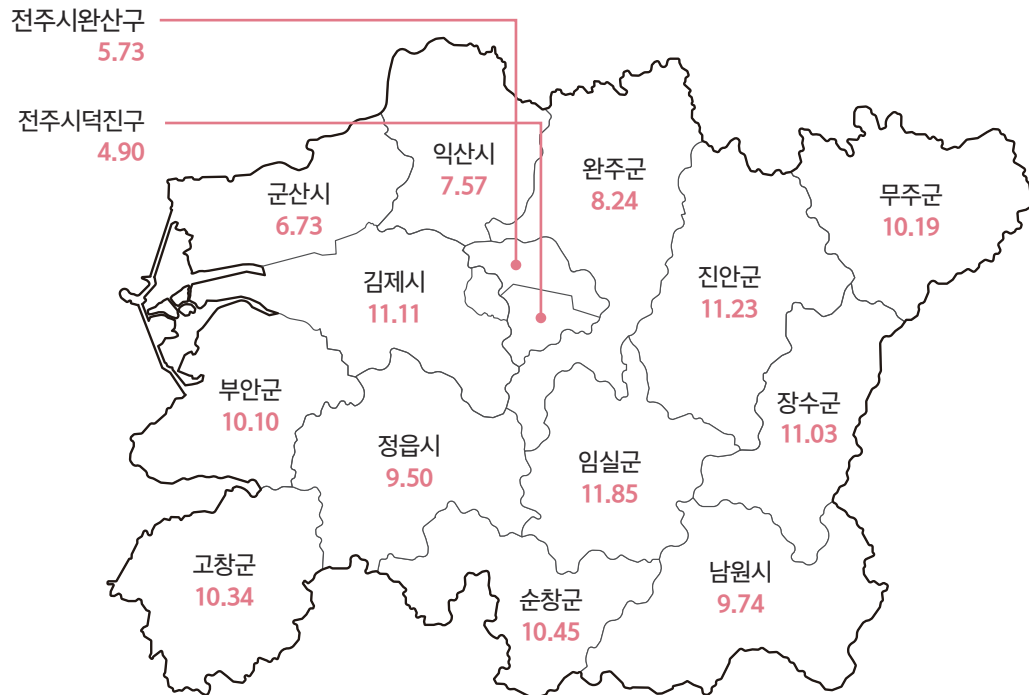 전주시완산구
5.73
전주시덕진구
4.90
익산시
7.57
완주군
8.24
군산시
6.73
무주군
10.19
김제시
11.11
진안군
11.23
부안군
10.10
장수군
11.03
정읍시
9.50
임실군
11.85
고창군
10.34
순창군
10.45
남원시
9.74